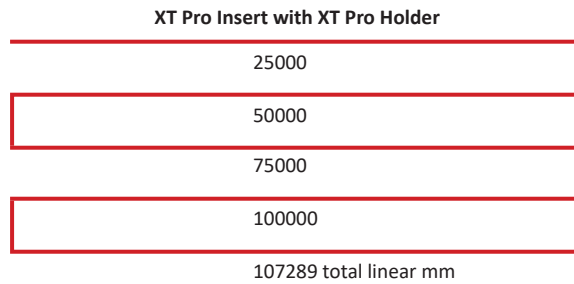 XT Pro Insert with XT Pro Holder
25000
50000
75000
100000
107289 total linear mm